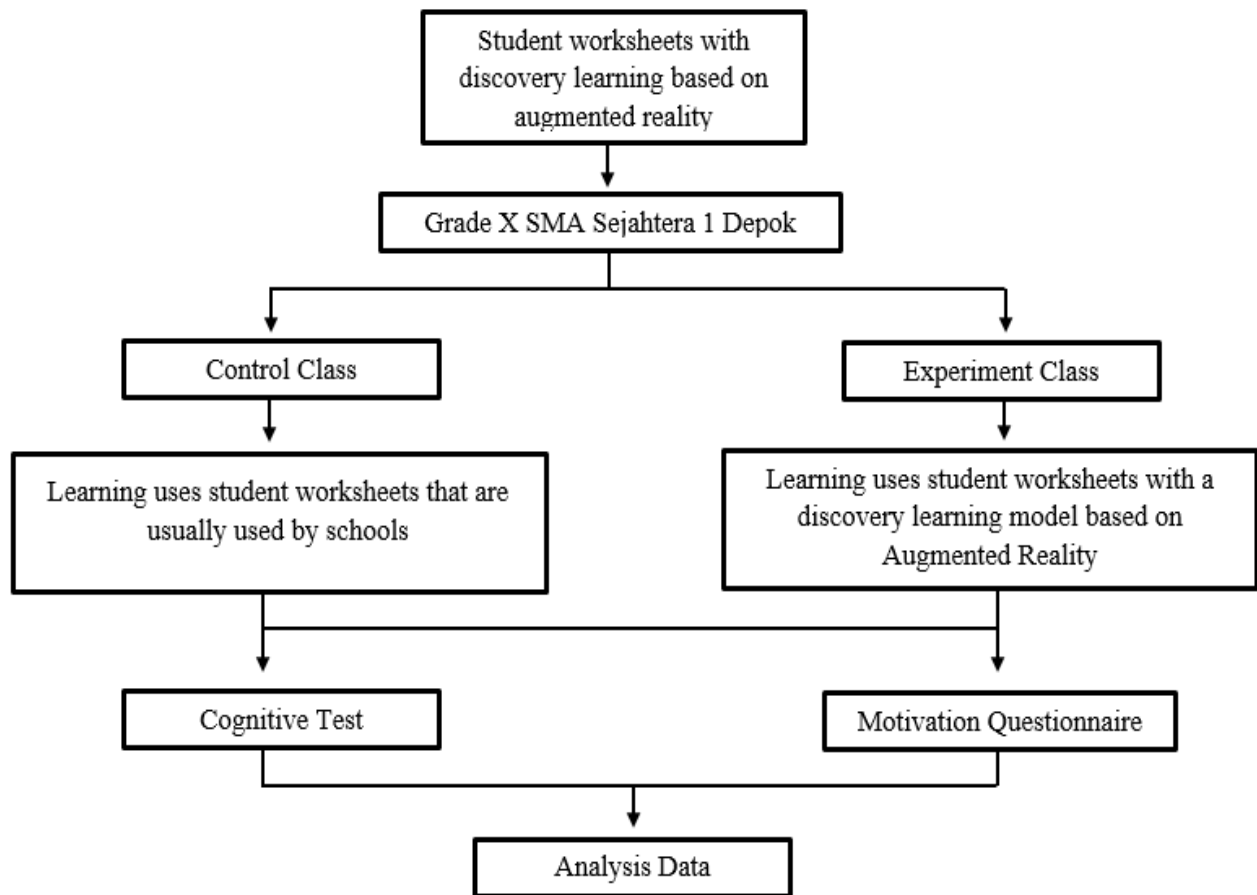 Student worksheets with
discovery learning based on
augmented reality
Grade X SMA Sejahtera 1 Depok
Control Class
Experiment Class
Learning uses student worksheets that are
usually used by schools
Learning uses student worksheets with a
discovery learning model based on
Augmented Reality
Cognitive Test
Motivation Questionnaire
Analysis Data